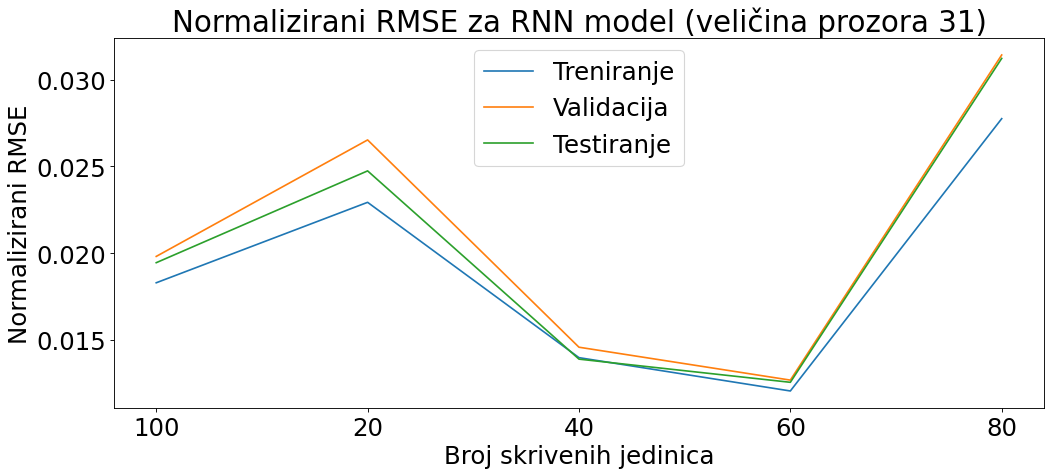 Normalizirani RMSE za RNN model (veličina prozora 31)
Treniranje
Validacija
Testiranje
Normalizirani RMSE
0.030
0.025
0.020
0.015
100 20 40 60 80
Broj skrivenih jedinica